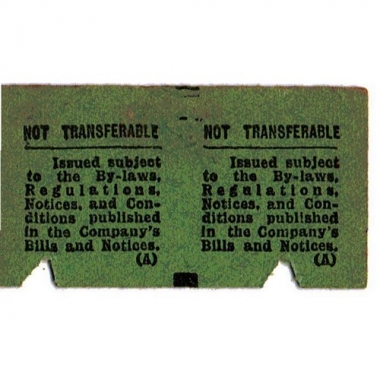 NOT TRANSFERABLE
Issued subject
to the By-laws,
Regulations,
Notices, and Con-
ditions published
in the Company's
Bills and Notices.
(A)
NOT TRANSFERABLE
Issued subject
to the By-laws,
Regulations,
Notices, and Con-
ditions published
in the Company's
Bills and Notices.
(A)